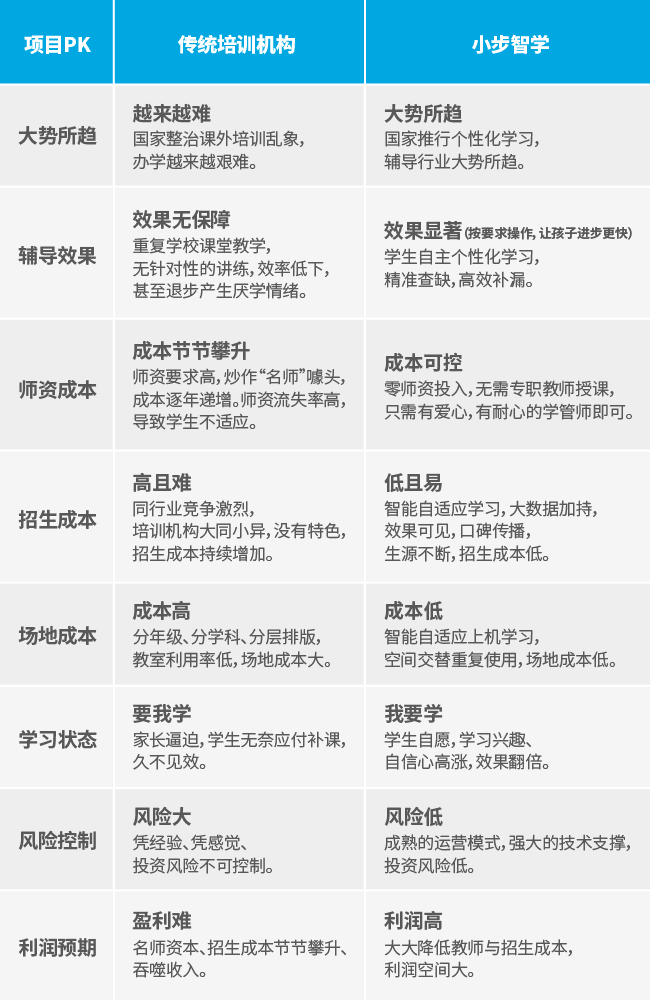 项目PK
传统培训机构
小步智学
大势所趋
越来越难
国家整治课外培训乱象，
办学越来越艰难。
大势所趋
国家推行个性化学习，
辅导行业大势所趋。
辅导效果
效果无保障
重复学校课堂教学，
无针对性的讲练，效率低下，
甚至退步产生厌学情绪。
效果显著(按要求操作，让孩子进步更快)
学生自主个性化学习，
精准查缺，高效补漏。
师资成本
成本节节攀升
师资要求高，炒作“名师”噱头，
成本逐年递增。师资流失率高，
导致学生不适应。
成本可控
零师资投入，无需专职教师授课，
只需有爱心，有耐心的学管师即可。
招生成本
高且难
同行业竞争激烈，
培训机构大同小异，没有特色，
招生成本持续增加。
低且易
智能自适应学习，大数据加持，
效果可见，口碑传播，
生源不断，招生成本低。
场地成本
成本高
分年级、分学科、分层排版，
教室利用率低，场地成本大。
成本低
智能自适应上机学习，
空间交替重复使用，场地成本低。
学习状态
要我学
家长逼迫，学生无奈应付补课，
久不见效。
我要学
学生自愿，学习兴趣、
自信心高涨，效果翻倍。
风险控制
风险大
凭经验、凭感觉、
投资风险不可控制。
风险低
成熟的运营模式，强大的技术支撑，
投资风险低。
利润预期
盈利难
名师资本、招生成本节节攀升、
吞噬收入。
利润高
大大降低教师与招生成本，
利润空间大。